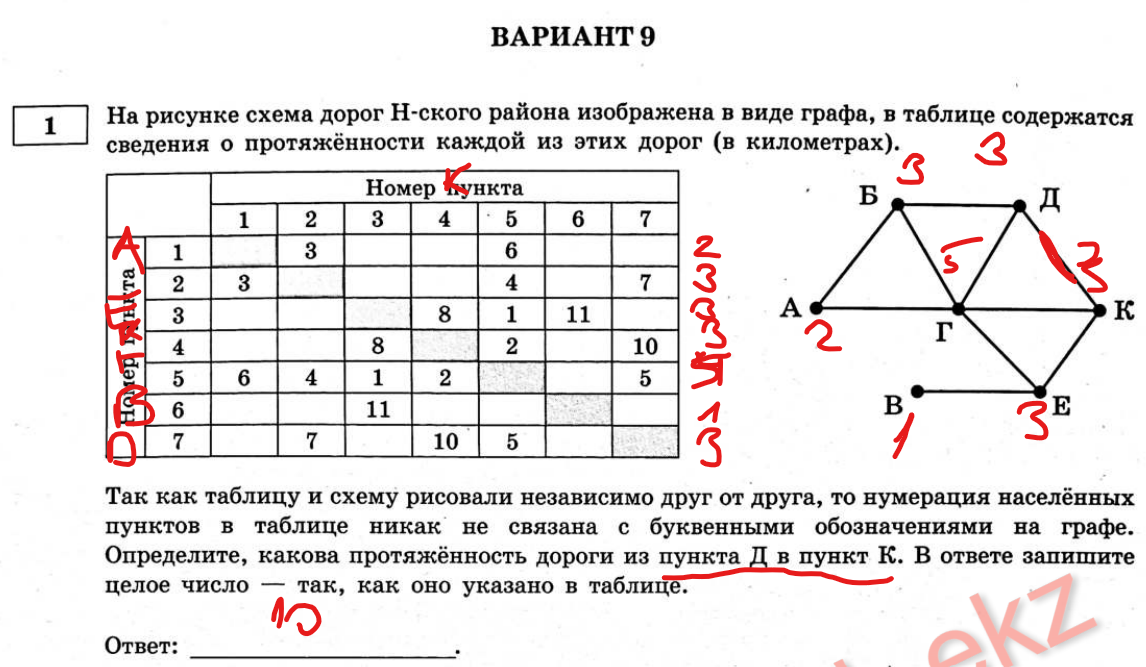 ВАРИАНТ 9
1
На рисунке схема дорог Н-ского района изображена в виде графа, в таблице содержатся
сведения о протяжённости каждой из этих дорог (в километрах).
Номер пункта
К
1 2 3 4 5 6 7
Номер пункта
А 1 3 6 2
2 3 4 7 3
3 8 1 11
4 8 2 10
5 6 4 1 2 5
В 6 11 1
D 7 7 10 5 3
3 3
Б Д
5
А Г К
2
В Е
1 3
Так как таблицу и схему рисовали независимо друг от друга, то нумерация населённых
пунктов в таблице никак не связана с буквенными обозначениями на графе.
Определите, какова протяжённость дороги из пункта Д в пункт К. В ответе запишите
целое число — так, как оно указано в таблице.
10
Ответ: ____________________.
ekz